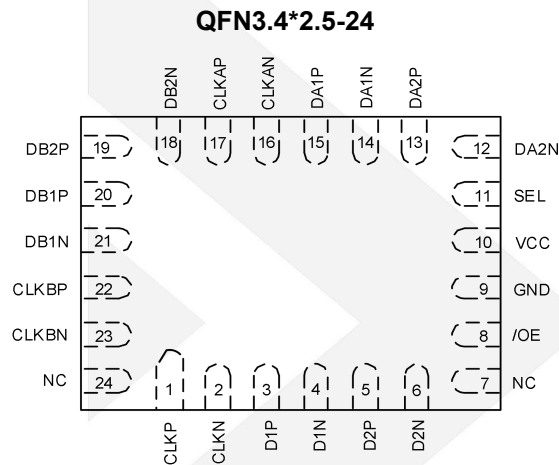 QFN3.4*2.5-24
DB2N CLKAP CLKAN DA1P DA1N DA2P
18 17 16 15 14 13
DB2P 19 12 DA2N
DB1P 20 11 SEL
DB1N 21 10 VCC
CLKBP 22 9 GND
CLKBN 23 8 /OE
NC 24 7 NC
1 2 3 4 5 6
CLKP CLKN D1P D1N D2P D2N